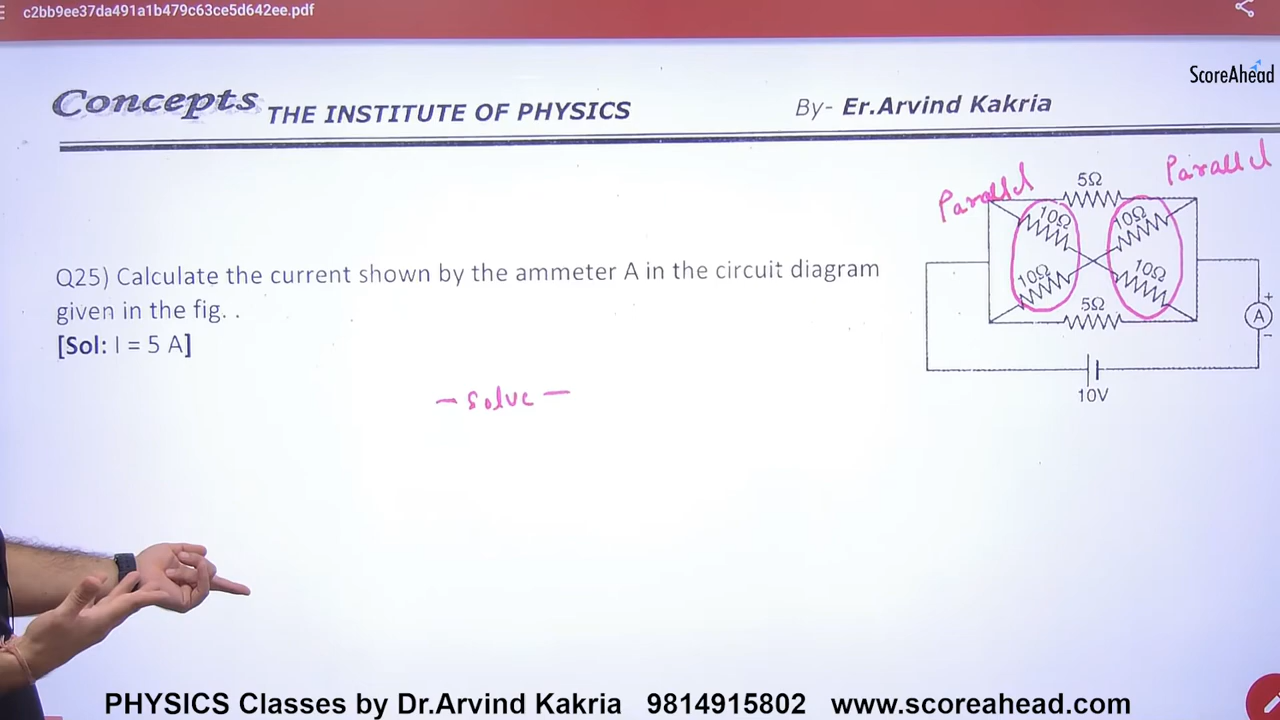 c2bb9ee37da491a1b479c63ce5d642ee.pdf
ScoreAhead
Concepts THE INSTITUTE OF PHYSICS By- Er.Arvind Kakria
Parallel
5Ω
Parallel
10Ω
10Ω
10Ω
10Ω
5Ω
+
A
−
10V
Q25) Calculate the current shown by the ammeter A in the circuit diagram
given in the fig. .
[Sol: I = 5 A]
- Solve -
PHYSICS Classes by Dr.Arvind Kakria 9814915802 www.scoreahead.com